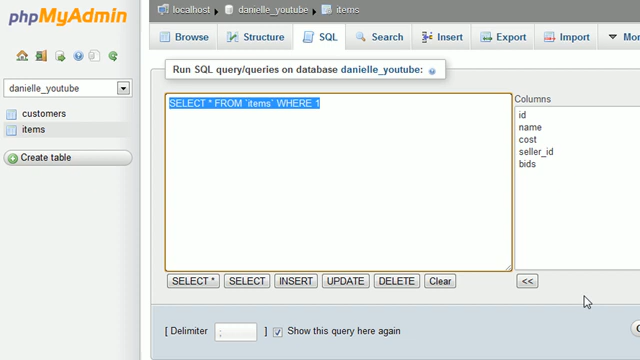 phpMyAdmin
localhost danielle_youtube items
Browse Structure SQL Search Insert Export Import Mor
Run SQL query/queries on database danielle_youtube:
danielle_youtube
customers
items
Create table
SELECT * FROM `items` WHERE 1
Columns
id
name
cost
seller_id
bids
SELECT * SELECT INSERT UPDATE DELETE Clear <<
[ Delimiter ; ] Show this query here again